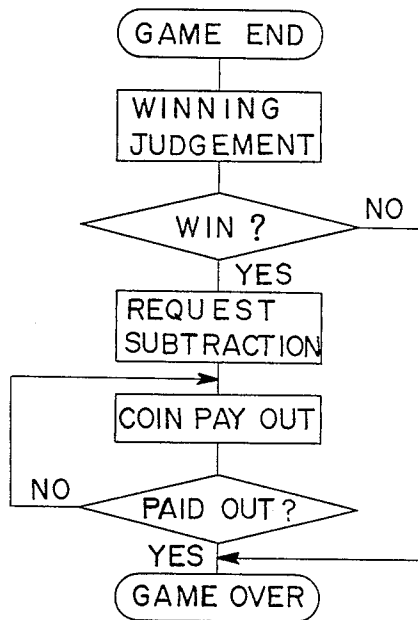 GAME END
WINNING
JUDGEMENT
WIN ?
NO
YES
REQUEST
SUBTRACTION
COIN PAY OUT
NO
PAID OUT ?
YES
GAME OVER